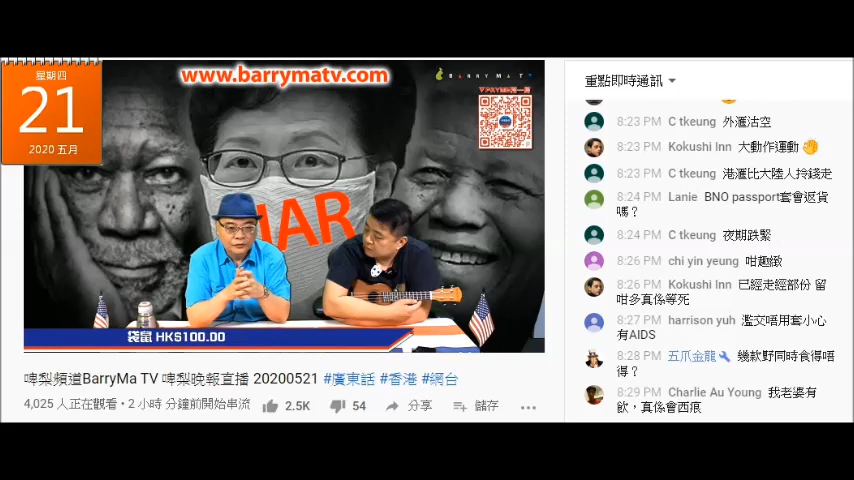 星期四
21
2020 五月
www.barrymatv.com
BARRYMATV
LIAR
袋鼠 HK$100.00
啤梨頻道BarryMa TV 啤梨晚報直播 20200521 #廣東話 #香港 #網台
4,025 人正在觀看 • 2 小時 分鐘前開始串流
2.5K
54
分享
儲存
重點即時通訊
8:23 PM C tkeung 外滙沽空
8:23 PM Kokushi Inn 大動作運動
8:23 PM C tkeung 港滙比大陸人拎錢走
8:24 PM Lanie BNO passport套會返貨
嗎？
8:24 PM C tkeung 夜期跌緊
8:26 PM chi yin yeung 咁趣緻
8:26 PM Kokushi Inn 已經走經部份 留
咁多真係等死
8:27 PM harrison yuh 濫交唔用套小心
有AIDS
8:28 PM 五爪金龍 幾款野同時食得唔
得？
8:29 PM Charlie Au Young 我老婆有
飲，真係會西痕